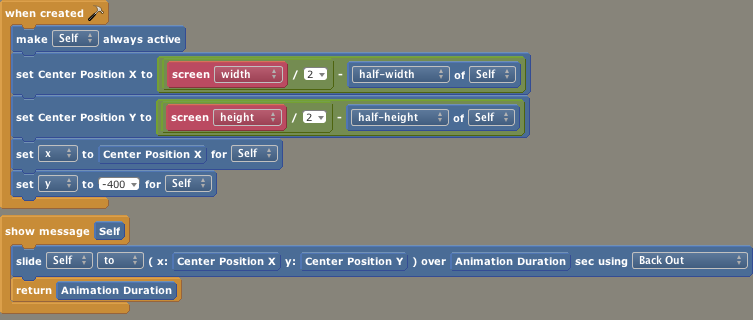 when created
make Self always active
set Center Position X to screen width / 2 - half-width of Self
set Center Position Y to screen height / 2 - half-height of Self
set x to Center Position X for Self
set y to -400 for Self
show message Self
slide Self to ( x: Center Position X y: Center Position Y ) over Animation Duration sec using Back Out
return Animation Duration